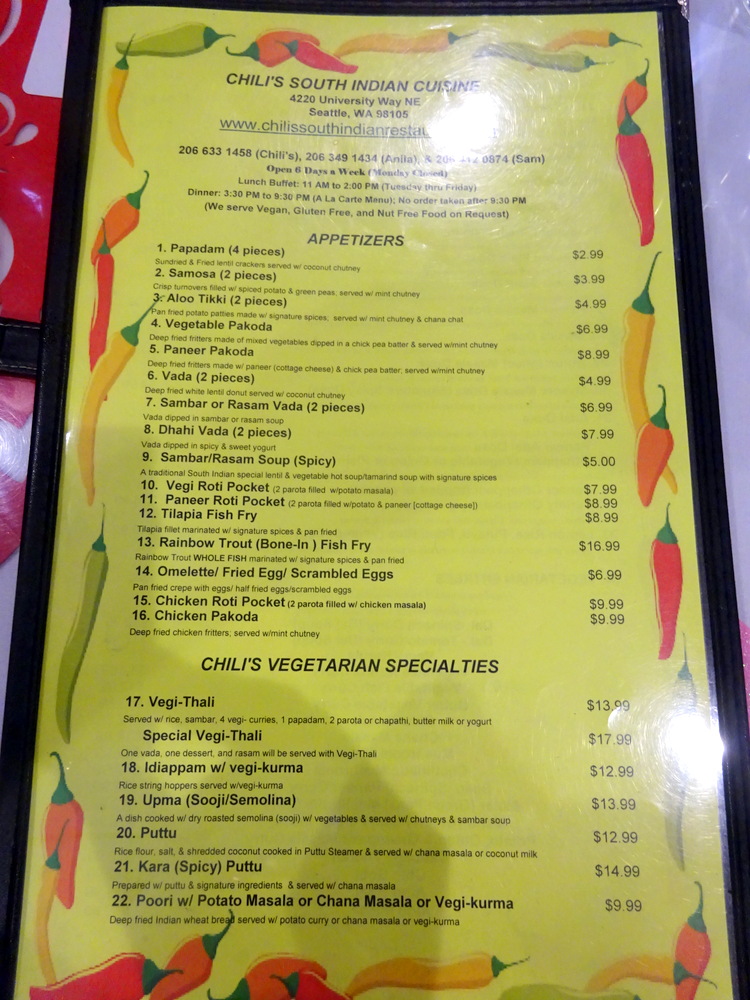 CHILI'S SOUTH INDIAN CUISINE
4220 University Way NE
Seattle, WA 98105
www.chilissouthindianrestau
206 633 1458 (Chili's), 206 349 1434 (Anila), & 0874 (Sam)
Open 6 Days a Week (Monday Closed)
Lunch Buffet: 11 AM to 2:00 PM (Tuesday thru Friday)
Dinner: 3:30 PM to 9:30 PM (A La Carte Menu); No order taken after 9:30 PM
(We serve Vegan, Gluten Free, and Nut Free Food on Request)
APPETIZERS
1. Papadam (4 pieces) $2.99
Sundried & Fried lentil crackers served w/ coconut chutney
2. Samosa (2 pieces) $3.99
Crisp turnovers filled w/ spiced potato & green peas; served w/ mint chutney
3. Aloo Tikki (2 pieces) $4.99
Pan fried potato patties made w/ signature spices; served w/ mint chutney & chana chat
4. Vegetable Pakoda $6.99
Deep fried fritters made of mixed vegetables dipped in a chick pea batter & served w/mint chutney
5. Paneer Pakoda $8.99
Deep fried fritters made w/ paneer (cottage cheese) & chick pea batter; served w/mint chutney
6. Vada (2 pieces) $4.99
Deep fried white lentil donut served w/ coconut chutney
7. Sambar or Rasam Vada (2 pieces) $6.99
Vada dipped in sambar or rasam soup
8. Dhahi Vada (2 pieces) $7.99
Vada dipped in spicy & sweet yogurt
9. Sambar/Rasam Soup (Spicy) $5.00
A traditional South Indian special lentil & vegetable hot soup/tamarind soup with signature spices
10. Vegi Roti Pocket (2 parota filled w/potato masala) $7.99
11. Paneer Roti Pocket (2 parota filled w/potato & paneer [cottage cheese]) $8.99
12. Tilapia Fish Fry $8.99
Tilapia fillet marinated w/ signature spices & pan fried
13. Rainbow Trout (Bone-In ) Fish Fry $16.99
Rainbow Trout WHOLE FISH marinated w/ signature spices & pan fried
14. Omelette/ Fried Egg/ Scrambled Eggs $6.99
Pan fried crepe with eggs/ half fried eggs/scrambled eggs
15. Chicken Roti Pocket (2 parota filled w/ chicken masala) $9.99
16. Chicken Pakoda $9.99
Deep fried chicken fritters; served w/mint chutney
CHILI'S VEGETARIAN SPECIALTIES
17. Vegi-Thali $13.99
Served w/ rice, sambar, 4 vegi- curries, 1 papadam, 2 parota or chapathi, butter milk or yogurt
Special Vegi-Thali $17.99
One vada, one dessert, and rasam will be served with Vegi-Thali
18. Idiappam w/ vegi-kurma $12.99
Rice string hoppers served w/vegi-kurma
19. Upma (Sooji/Semolina) $13.99
A dish cooked w/ dry roasted semolina (sooji) w/ vegetables & served w/ chutneys & sambar soup
20. Puttu $12.99
Rice flour, salt, & shredded coconut cooked in Puttu Steamer & served w/ chana masala or coconut milk
21. Kara (Spicy) Puttu $14.99
Prepared w/ puttu & signature ingredients & served w/ chana masala
22. Poori w/ Potato Masala or Chana Masala or Vegi-kurma $9.99
Deep fried Indian wheat bread served w/ potato curry or chana masala or vegi-kurma